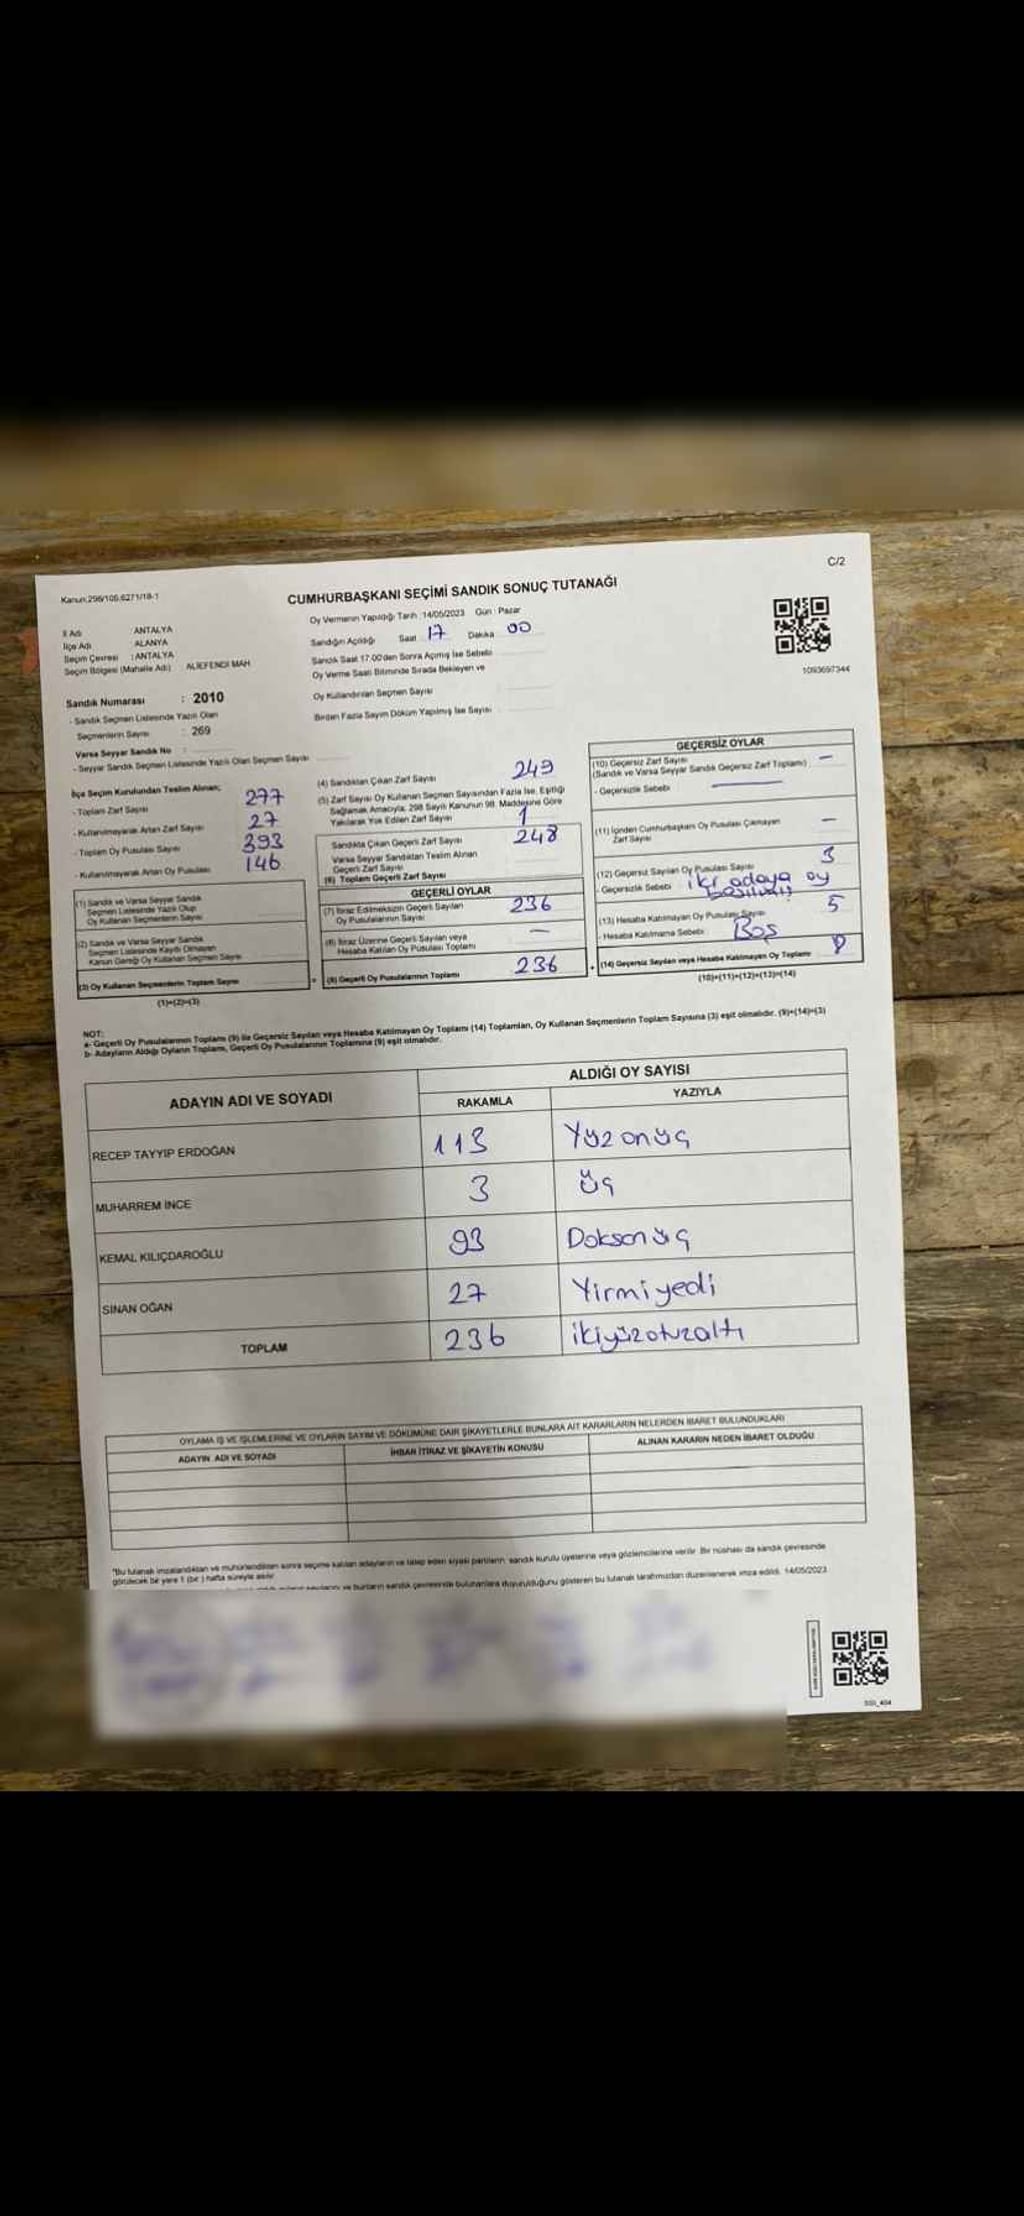 C/2
Kanun:298/105,6271/18-1
CUMHURBAŞKANI SEÇİMİ SANDIK SONUÇ TUTANAĞI
İl Adı ANTALYA
İlçe Adı ALANYA
Seçim Çevresi : ANTALYA
Seçim Bölgesi (Mahalle Adı) ALİEFENDİ MAH
Sandık Numarası : 2010
- Sandık Seçmen Listesinde Yazılı Olan
Seçmenlerin Sayısı : 269
Varsa Seyyar Sandık No :
- Seyyar Sandık Seçmen Listesinde Yazılı Olan Seçmen Sayısı
Oy Vermenin Yapıldığı Tarih :14/05/2023 Gün : Pazar
Sandığın Açıldığı Saat 17 Dakika 00
Sandık Saat 17.00'den Sonra Açılmış İse Sebebi
Oy Verme Saati Bitiminde Sırada Bekleyen ve
Oy Kullandırılan Seçmen Sayısı
Birden Fazla Sayım Döküm Yapılmış İse Sayısı
1093697344
İlçe Seçim Kurulundan Teslim Alınan;
- Toplam Zarf Sayısı 277
- Kullanılmayarak Artan Zarf Sayısı 27
- Toplam Oy Pusulası Sayısı 393
- Kullanılmayarak Artan Oy Pusulası 146
(1) Sandık ve Varsa Seyyar Sandık
Seçmen Listesinde Yazılı Olup
Oy Kullanan Seçmenlerin Sayısı
(2) Sandık ve Varsa Seyyar Sandık
Seçmen Listesinde Kaydı Olmayan
Kanun Gereği Oy Kullanan Seçmen Sayısı
(3) Oy Kullanan Seçmenlerin Toplam Sayısı
(1)+(2)=(3)
(4) Sandıktan Çıkan Zarf Sayısı 249
(5) Zarf Sayısı Oy Kullanan Seçmen Sayısından Fazla İse, Eşitliği
Sağlamak Amacıyla; 298 Sayılı Kanunun 98. Maddesine Göre
Yakılarak Yok Edilen Zarf Sayısı 1
Sandıkta Çıkan Geçerli Zarf Sayısı 248
Varsa Seyyar Sandıktan Teslim Alınan
Geçerli Zarf Sayısı
(6) Toplam Geçerli Zarf Sayısı
GEÇERLİ OYLAR
(7) İtiraz Edilmeksizin Geçerli Sayılan
Oy Pusulalarının Sayısı 236
(8) İtiraz Üzerine Geçerli Sayılan veya
Hesaba Katılan Oy Pusulası Toplamı —
(9) Geçerli Oy Pusulalarının Toplamı 236
GEÇERSİZ OYLAR
(10) Geçersiz Zarf Sayısı —
(Sandık ve Varsa Seyyar Sandık Geçersiz Zarf Toplamı)
- Geçersizlik Sebebi
(11) İçinden Cumhurbaşkanı Oy Pusulası Çıkmayan
Zarf Sayısı —
(12) Geçersiz Sayılan Oy Pusulası Sayısı 3
- Geçersizlik Sebebi iki adaya oy
basılmış
(13) Hesaba Katılmayan Oy Pusulası Sayısı 5
- Hesaba Katılmama Sebebi Boş
(14) Geçersiz Sayılan veya Hesaba Katılmayan Oy Toplamı 8
(10)+(11)+(12)+(13)=(14)
NOT:
a- Geçerli Oy Pusulalarının Toplamı (9) ile Geçersiz Sayılan veya Hesaba Katılmayan Oy Toplamı (14) Toplamları, Oy Kullanan Seçmenlerin Toplam Sayısına (3) eşit olmalıdır. (9)+(14)=(3)
b- Adayların Aldığı Oyların Toplamı, Geçerli Oy Pusulalarının Toplamına (9) eşit olmalıdır.
ADAYIN ADI VE SOYADI
ALDIĞI OY SAYISI
RAKAMLA YAZIYLA
RECEP TAYYIP ERDOĞAN 113 Yüzonüç
MUHARREM İNCE 3 Üç
KEMAL KILIÇDAROĞLU 93 Doksanüç
SİNAN OĞAN 27 Yirmiyedi
TOPLAM 236 ikiyüzotuzaltı
OYLAMA İŞ VE İŞLEMLERİNE VE OYLARIN SAYIM VE DÖKÜMÜNE DAİR ŞİKAYETLERLE BUNLARA AİT KARARLARIN NELERDEN İBARET BULUNDUKLARI
ADAYIN ADI VE SOYADI
İHBAR İTİRAZ VE ŞİKAYETİN KONUSU
ALINAN KARARIN NEDEN İBARET OLDUĞU
"Bu tutanak imzalandıktan ve mühürlendikten sonra seçime katılan adayların ve talep eden siyasi partilerin sandık kurulu üyelerine veya gözlemcilerine verilir. Bir nüshası da sandık çevresinde
görülecek bir yere 1 (bir) hafta süreyle asılır.
ve bunların sandık çevresinde bulunanlara duyurulduğunu gösteren bu tutanak tarafımızdan düzenlenerek imza edildi. 14/05/2023